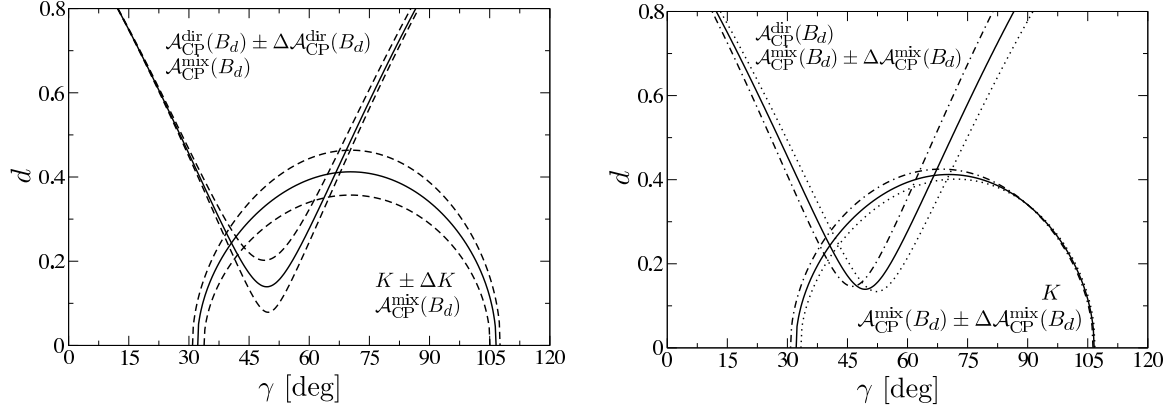 0.8
𝒜_CP^dir(B_d) ± Δ𝒜_CP^dir(B_d)
𝒜_CP^mix(B_d)
0.6
d
0.4
0.2
K ± ΔK
𝒜_CP^mix(B_d)
0
0 15 30 45 60 75 90 105 120
γ [deg]
0.8
𝒜_CP^dir(B_d)
𝒜_CP^mix(B_d) ± Δ𝒜_CP^mix(B_d)
0.6
d
0.4
0.2
K
𝒜_CP^mix(B_d) ± Δ𝒜_CP^mix(B_d)
0
0 15 30 45 60 75 90 105 120
γ [deg]